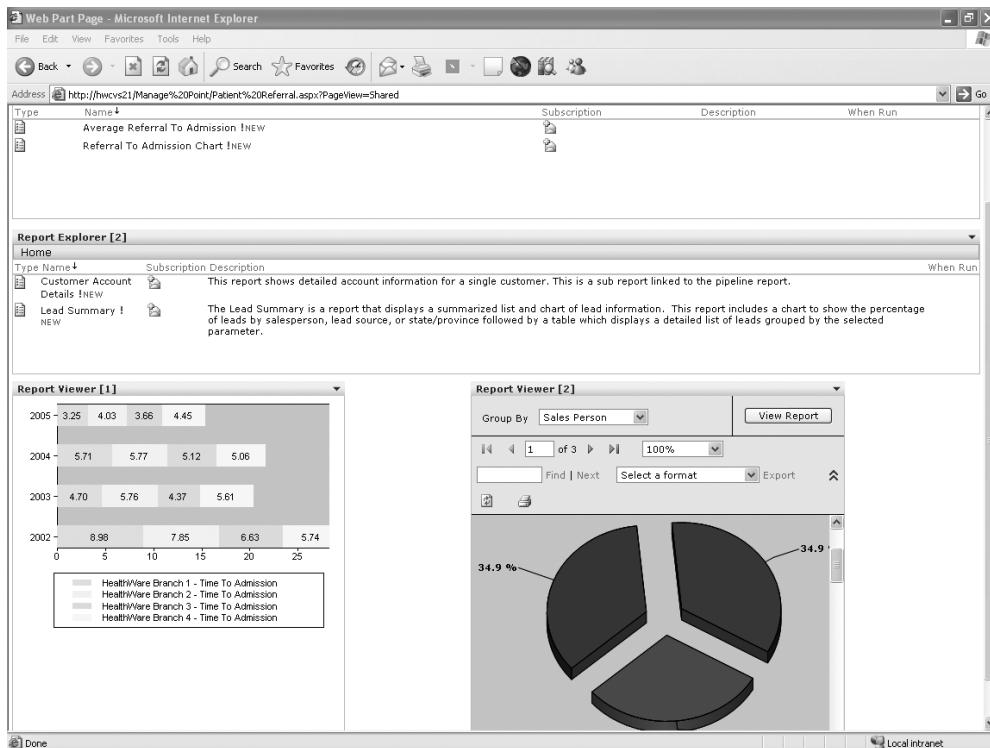 Web Part Page - Microsoft Internet Explorer
File Edit View Favorites Tools Help
Back Search Favorites
Address http://hwcvs21/Manage%20Point/Patient%20Referral.aspx?PageView=Shared Go
Type Name Subscription Description When Run
Average Referral To Admission !NEW
Referral To Admission Chart !NEW
Report Explorer [2]
Home
Type Name Subscription Description When Run
Customer Account Details !NEW
This report shows detailed account information for a single customer. This is a sub report linked to the pipeline report.
Lead Summary !
NEW
The Lead Summary is a report that displays a summarized list and chart of lead information. This report includes a chart to show the percentage
of leads by salesperson, lead source, or state/province followed by a table which displays a detailed list of leads grouped by the selected
parameter.
Report Viewer [1]
2005 3.25 4.03 3.66 4.45
2004 5.71 5.77 5.12 5.06
2003 4.70 5.76 4.37 5.61
2002 8.98 7.85 6.63 5.74
0 5 10 15 20 25
HealthWare Branch 1 - Time To Admission
HealthWare Branch 2 - Time To Admission
HealthWare Branch 3 - Time To Admission
HealthWare Branch 4 - Time To Admission
Report Viewer [2]
Group By Sales Person View Report
1 of 3 100%
Find | Next Select a format Export
34.9 %
34.9
Done
Local intranet